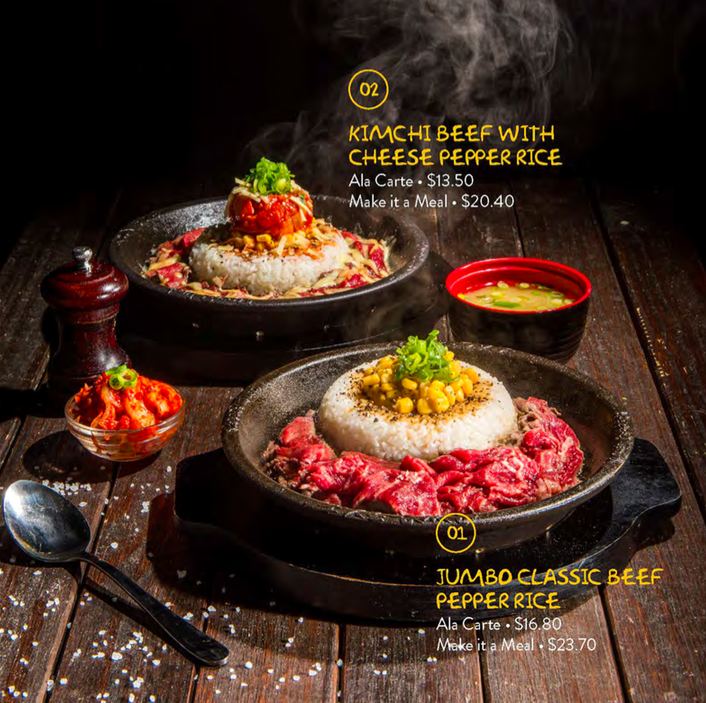 02
KIMCHI BEEF WITH
CHEESE PEPPER RICE
Ala Carte • $13.50
Make it a Meal • $20.40
01
JUMBO CLASSIC BEEF
PEPPER RICE
Ala Carte • $16.80
Make it a Meal • $23.70